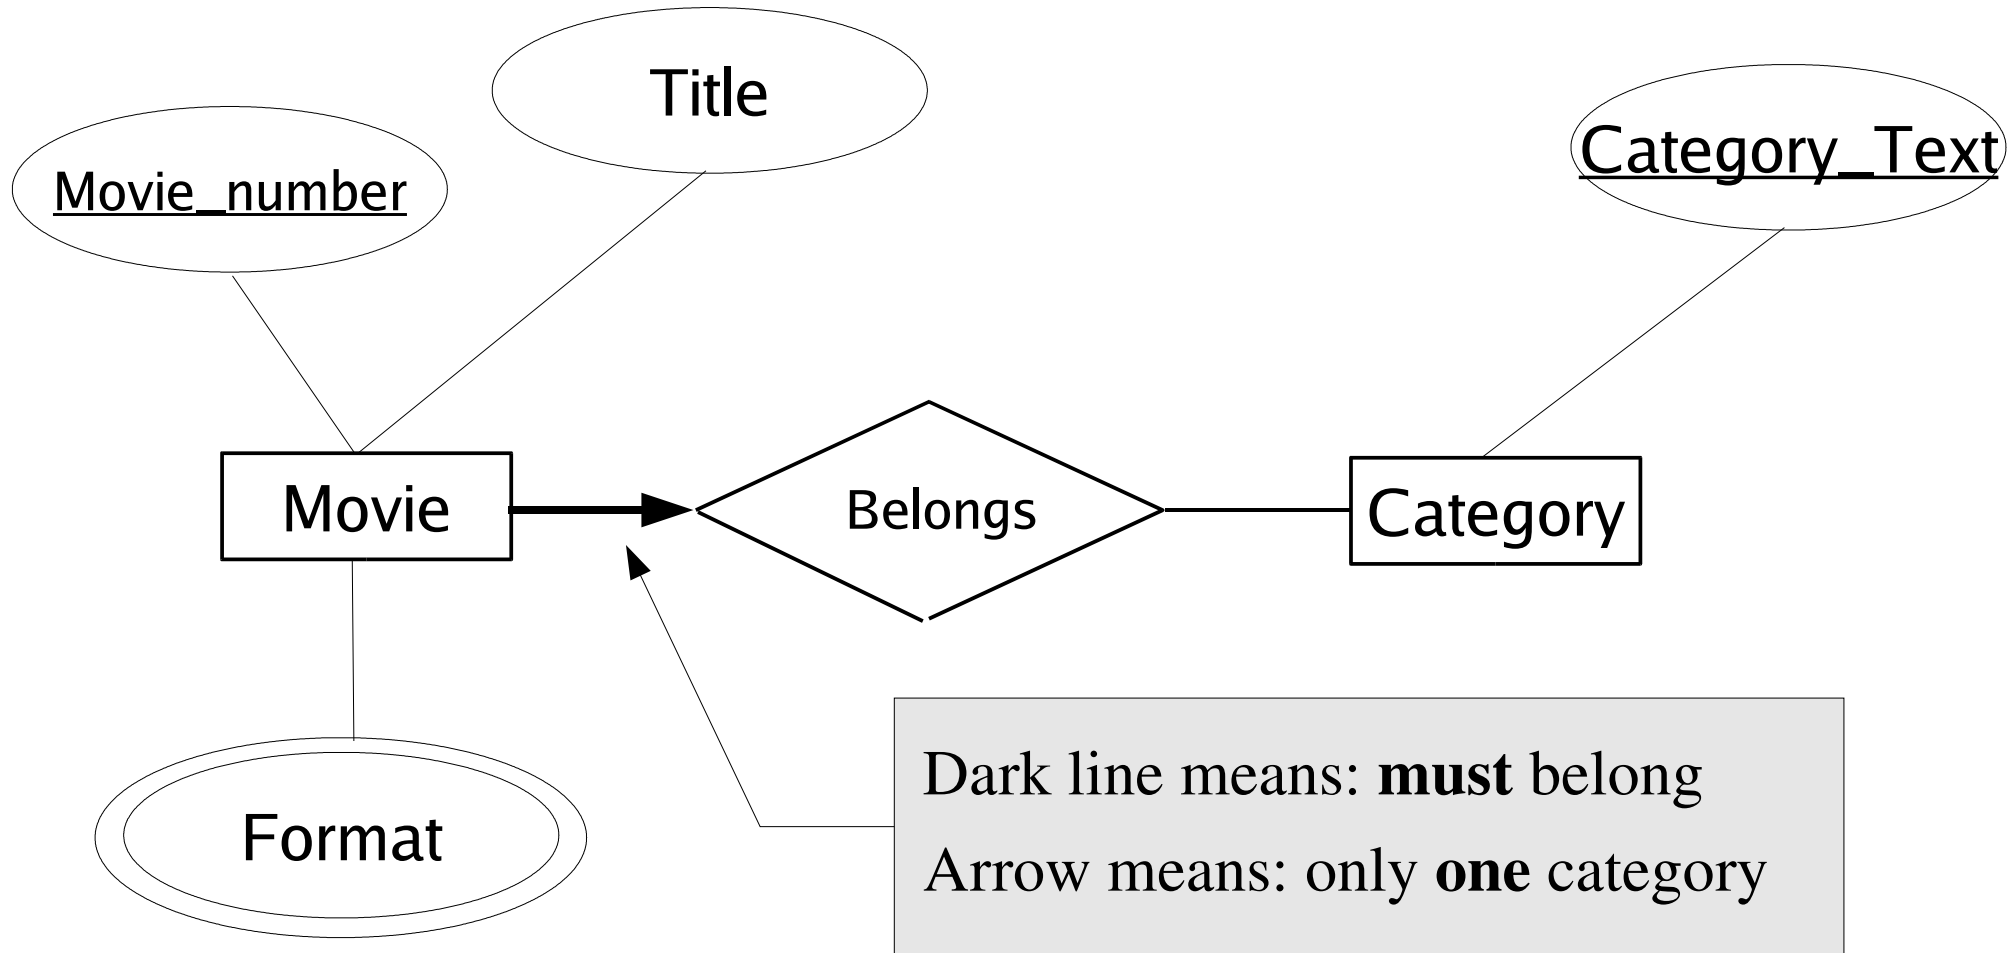 Title
Category_Text
Movie_number
Movie
Belongs
Category
Format
Dark line means: must belong
Arrow means: only one category